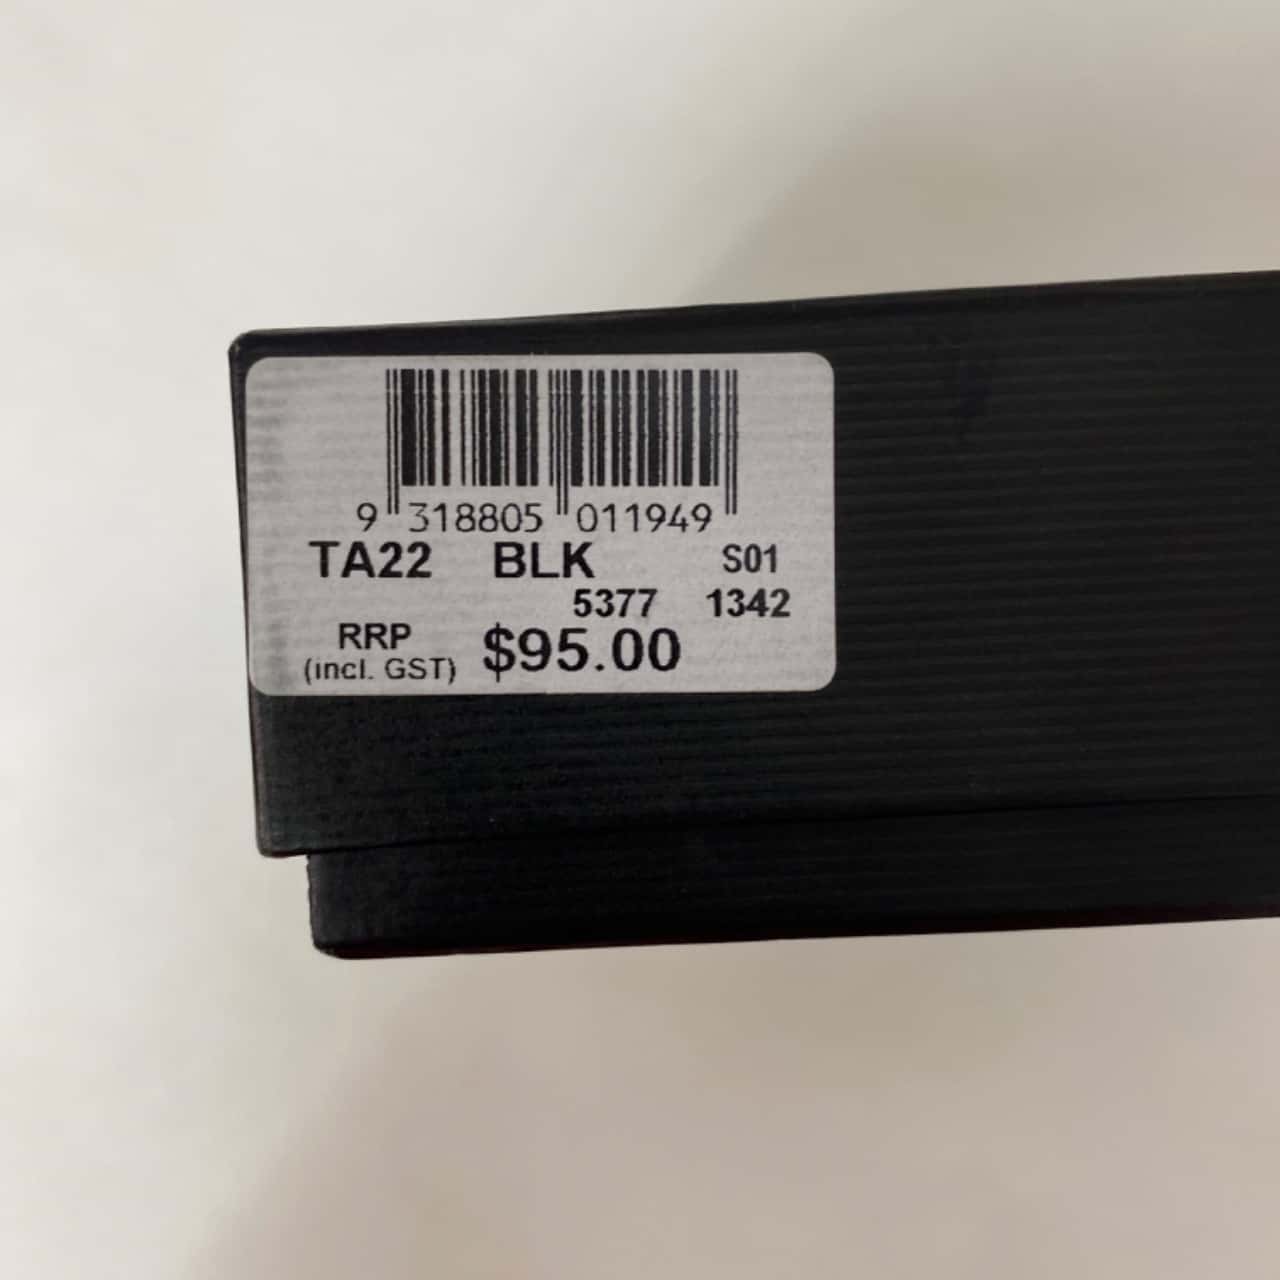 9 318805 011949
TA22 BLK S01
5377 1342
RRP $95.00
(incl. GST)